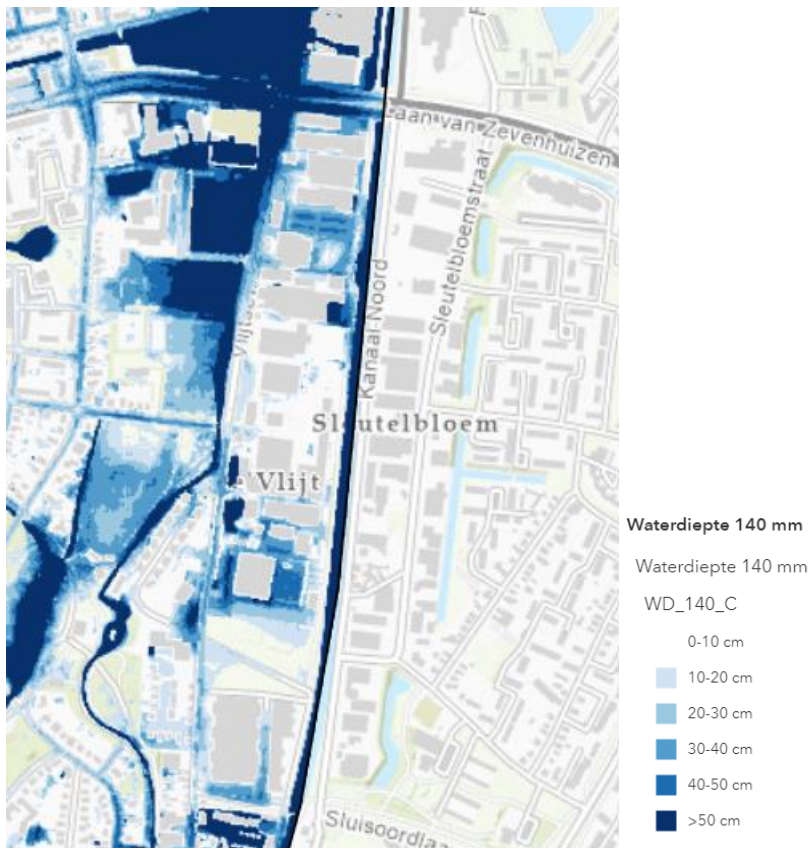 Laan van Zevenhuizen
Sleutelbloemstraat
Kanaal Noord
Sleutelbloem
Vlijt
Sluisoordlaa
Waterdiepte 140 mm
Waterdiepte 140 mm
WD_140_C
0-10 cm
10-20 cm
20-30 cm
30-40 cm
40-50 cm
>50 cm